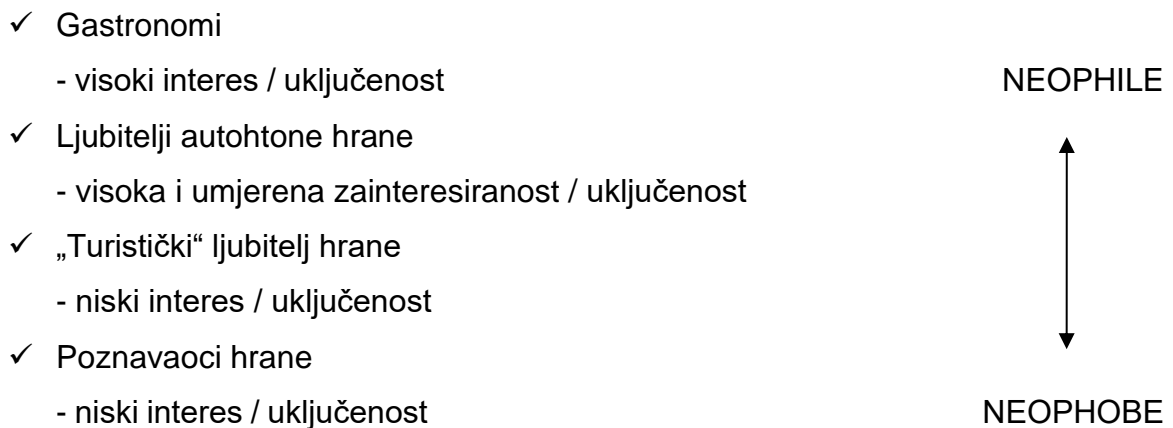 ✓ Gastronomi
- visoki interes / uključenost NEOPHILE
✓ Ljubitelji autohtone hrane
- visoka i umjerena zainteresiranost / uključenost
✓ „Turistički“ ljubitelj hrane
- niski interes / uključenost
✓ Poznavaoci hrane
- niski interes / uključenost NEOPHOBE